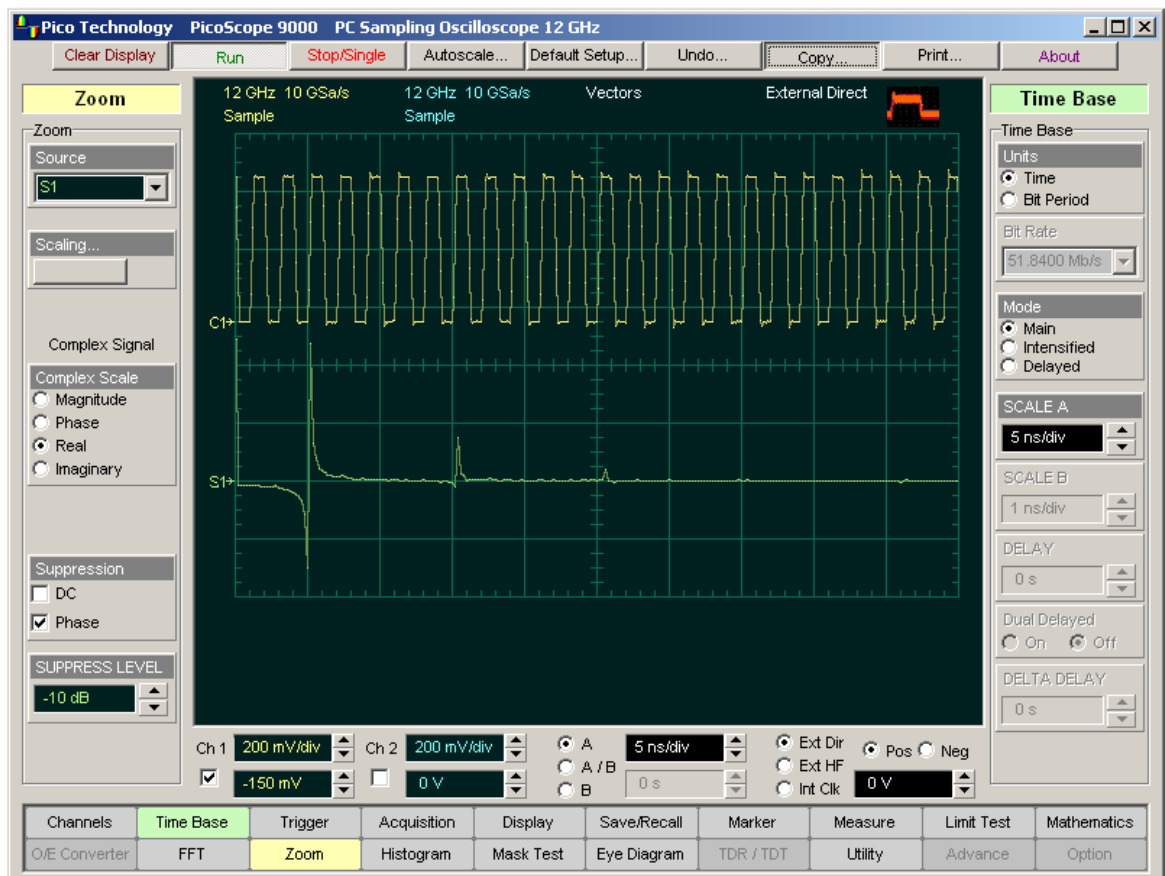 Pico Technology PicoScope 9000 PC Sampling Oscilloscope 12 GHz
Clear Display Run Stop/Single Autoscale... Default Setup... Undo... Copy... Print... About
Zoom
Zoom
Source
S1
Scaling...
Complex Signal
Complex Scale
Magnitude
Phase
Real
Imaginary
Suppression
DC
Phase
SUPPRESS LEVEL
-10 dB
12 GHz 10 GSa/s 12 GHz 10 GSa/s Vectors External Direct
Sample Sample
C1
S1
Time Base
Time Base
Units
Time
Bit Period
Bit Rate
51.8400 Mb/s
Mode
Main
Intensified
Delayed
SCALE A
5 ns/div
SCALE B
1 ns/div
DELAY
0 s
Dual Delayed
On Off
DELTA DELAY
0 s
Ch 1 200 mV/div Ch 2 200 mV/div A 5 ns/div Ext Dir Pos Neg
A / B Ext HF
-150 mV 0 V B 0 s Int Clk 0 V
Channels Time Base Trigger Acquisition Display Save/Recall Marker Measure Limit Test Mathematics
O/E Converter FFT Zoom Histogram Mask Test Eye Diagram TDR / TDT Utility Advance Option